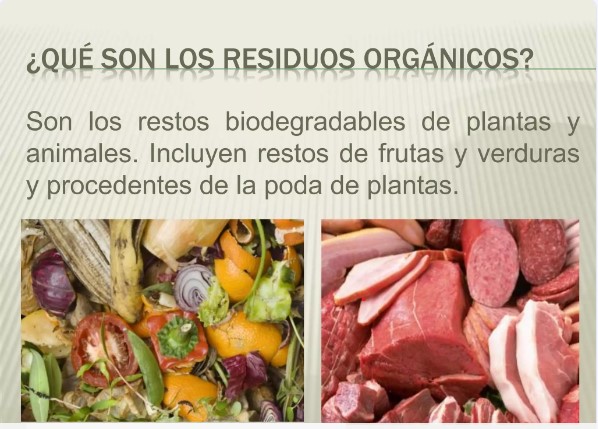 ¿QUÉ SON LOS RESIDUOS ORGÁNICOS?
Son los restos biodegradables de plantas y
animales. Incluyen restos de frutas y verduras
y procedentes de la poda de plantas.